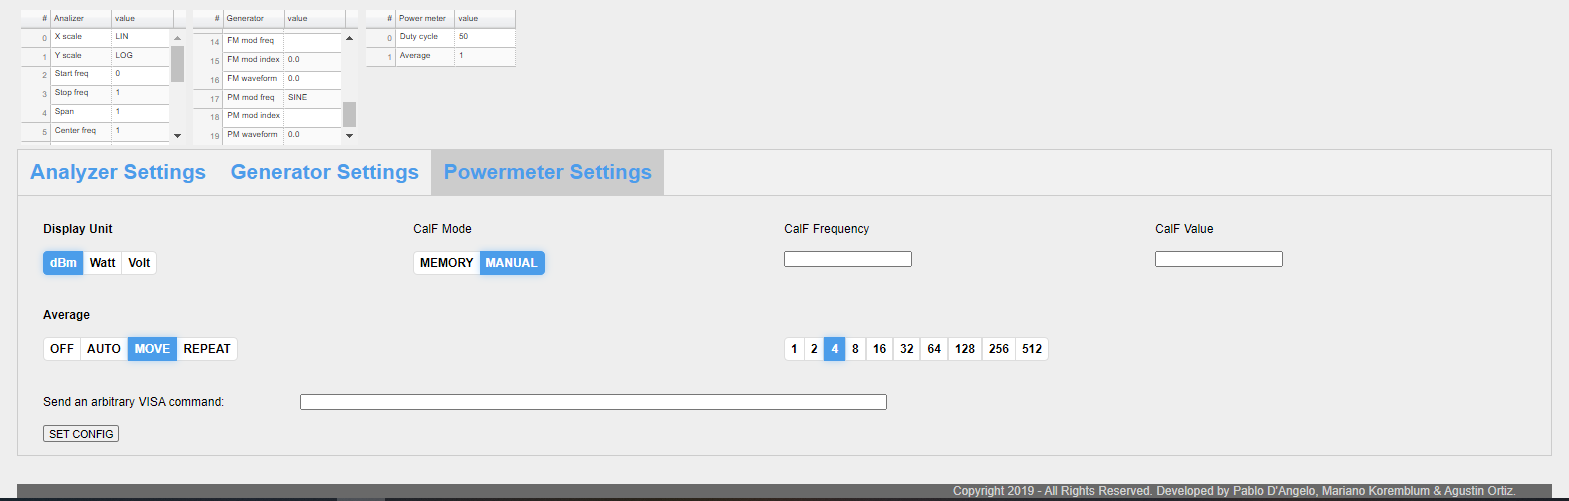 # Analizer value
0 X scale LIN
1 Y scale LOG
2 Start freq 0
3 Stop freq 1
4 Span 1
5 Center freq 1
# Generator value
14 FM mod freq
15 FM mod index 0.0
16 FM waveform 0.0
17 PM mod freq SINE
18 PM mod index
19 PM waveform 0.0
# Power meter value
0 Duty cycle 50
1 Average 1
Analyzer Settings Generator Settings Powermeter Settings
Display Unit CalF Mode CalF Frequency CalF Value
dBm Watt Volt MEMORY MANUAL
Average
OFF AUTO MOVE REPEAT 1 2 4 8 16 32 64 128 256 512
Send an arbitrary VISA command:
SET CONFIG
Copyright 2019 - All Rights Reserved. Developed by Pablo D'Angelo, Mariano Koremblum & Agustin Ortiz.